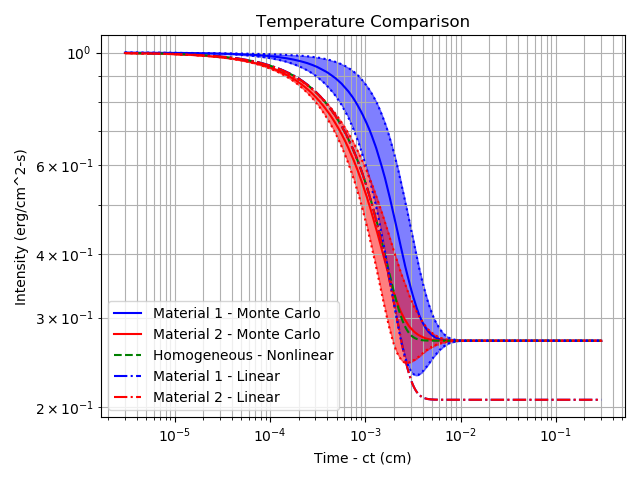 Temperature Comparison
Intensity (erg/cm^2-s)
10⁰
6 × 10⁻¹
4 × 10⁻¹
3 × 10⁻¹
2 × 10⁻¹
Material 1 - Monte Carlo
Material 2 - Monte Carlo
Homogeneous - Nonlinear
Material 1 - Linear
Material 2 - Linear
10⁻⁵ 10⁻⁴ 10⁻³ 10⁻² 10⁻¹
Time - ct (cm)